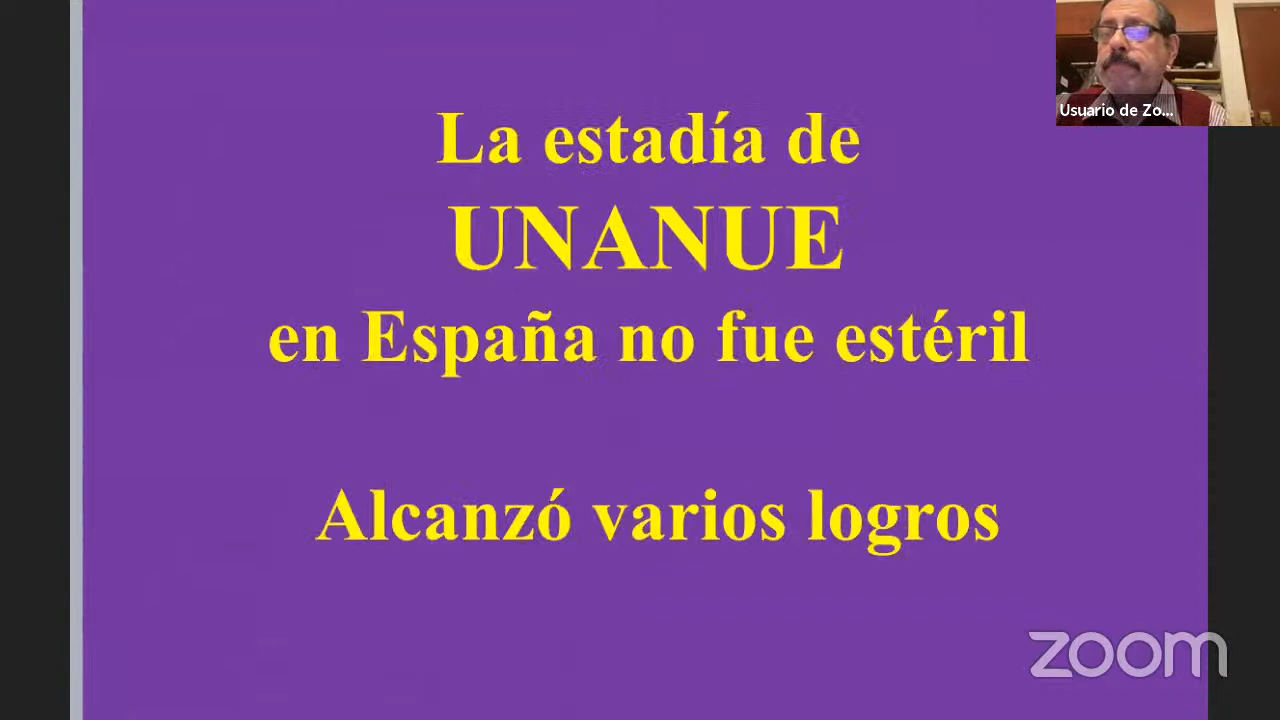 La estadía de
UNANUE
en España no fue estéril
Alcanzó varios logros
Usuario de Zo...
zoom